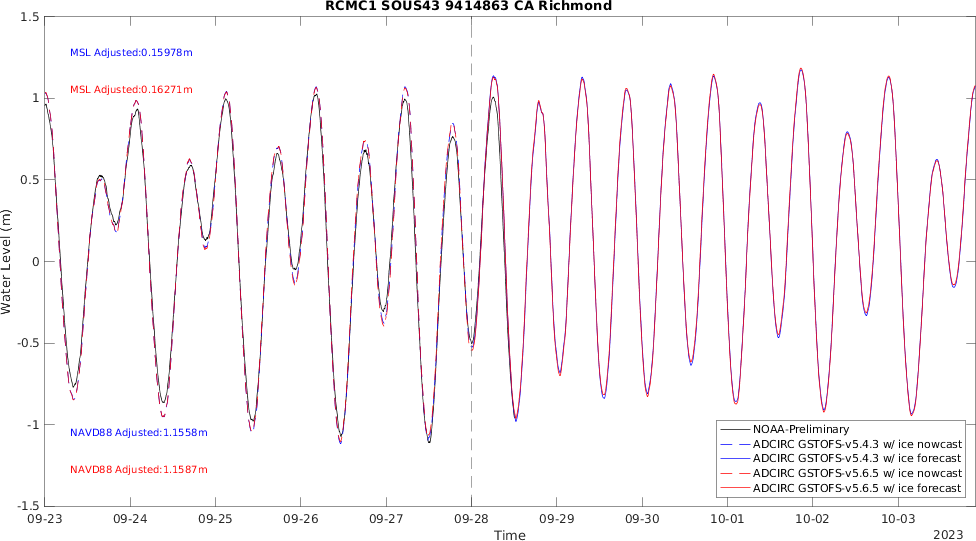 RCMC1 SOUS43 9414863 CA Richmond
1.5
MSL Adjusted:0.15978m
MSL Adjusted:0.16271m
1
0.5
Water Level (m)
0
-0.5
-1
NAVD88 Adjusted:1.1558m
NAVD88 Adjusted:1.1587m
NOAA-Preliminary
ADCIRC GSTOFS-v5.4.3 w/ ice nowcast
ADCIRC GSTOFS-v5.4.3 w/ ice forecast
ADCIRC GSTOFS-v5.6.5 w/ ice nowcast
ADCIRC GSTOFS-v5.6.5 w/ ice forecast
-1.5
09-23 09-24 09-25 09-26 09-27 09-28 09-29 09-30 10-01 10-02 10-03
Time
2023